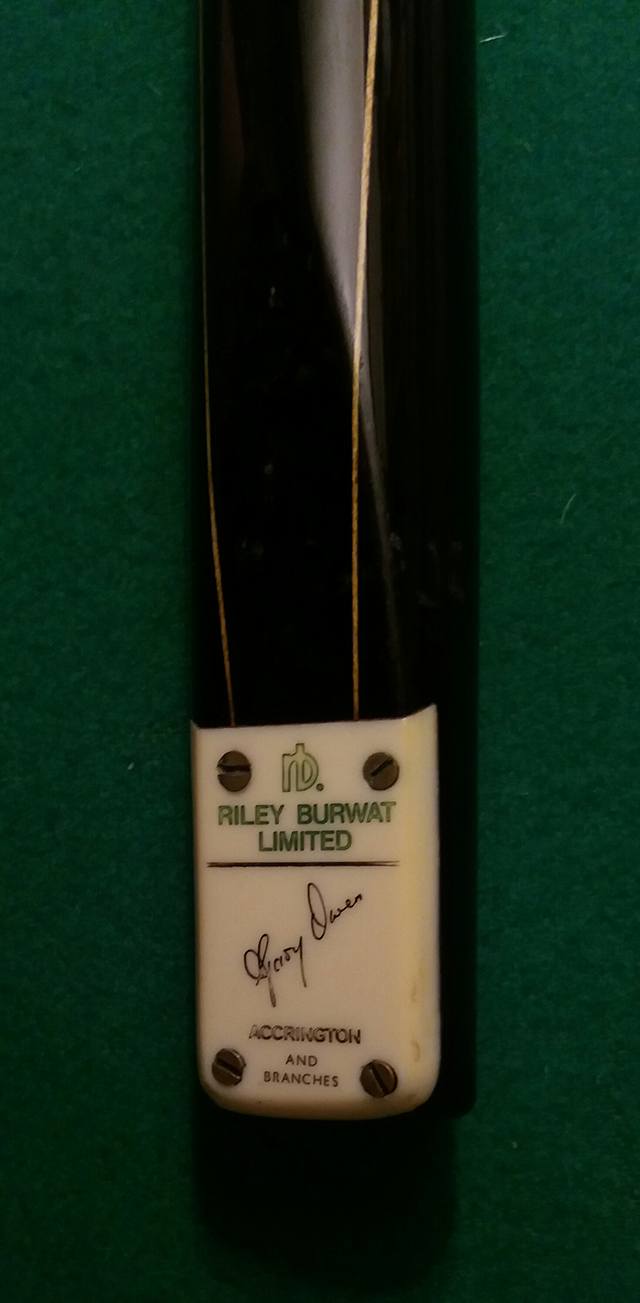 rb.
RILEY BURWAT
LIMITED
Gary Owen
ACCRINGTON
AND
BRANCHES